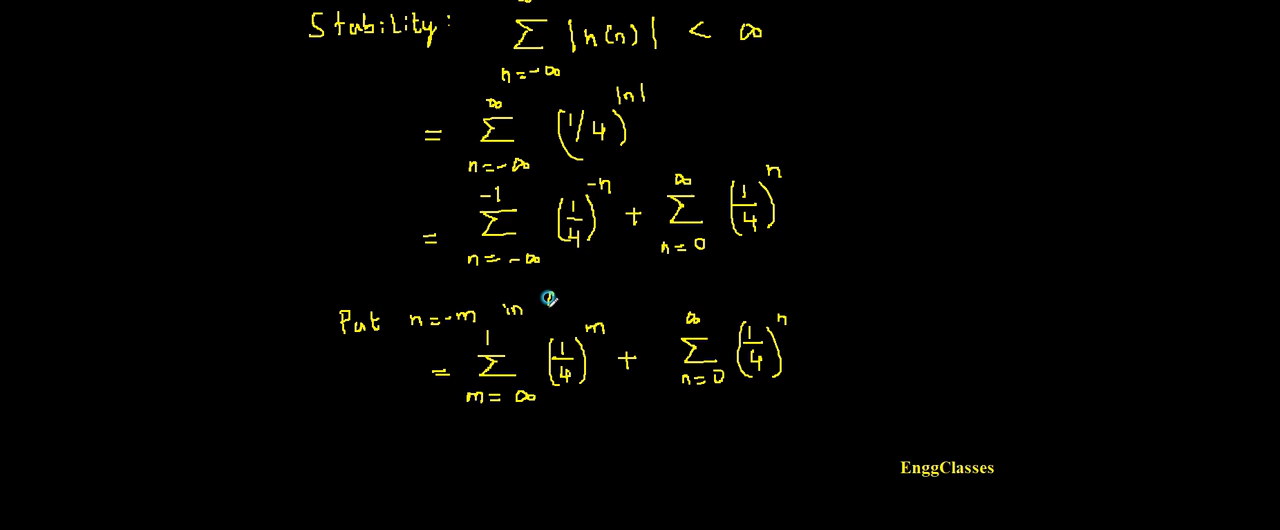 Stability: ∞ ∑ n=-∞ |h(n)| < ∞
= ∞ ∑ n=-∞ (1/4)^|n|
= -1 ∑ n=-∞ (1/4)^-n + ∞ ∑ n=0 (1/4)^n
Put n=-m in
= 1 ∑ m=∞ (1/4)^m + ∞ ∑ n=0 (1/4)^n
EnggClasses